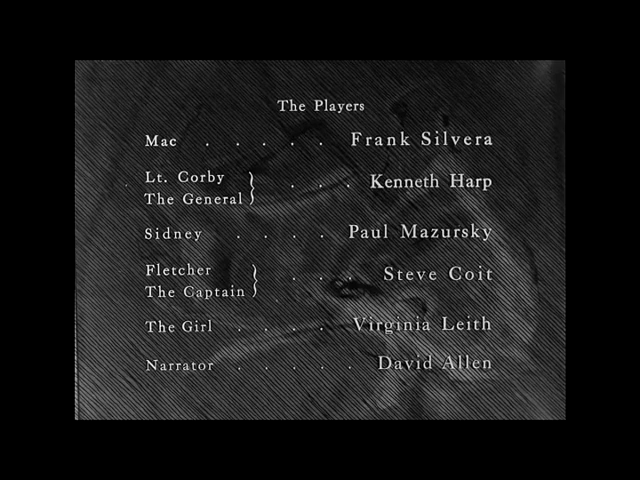 The Players
Mac . . . . . Frank Silvera
Lt. Corby
The General } . . . Kenneth Harp
Sidney . . . . Paul Mazursky
Fletcher
The Captain } . . . Steve Coit
The Girl . . . . Virginia Leith
Narrator . . . . . David Allen